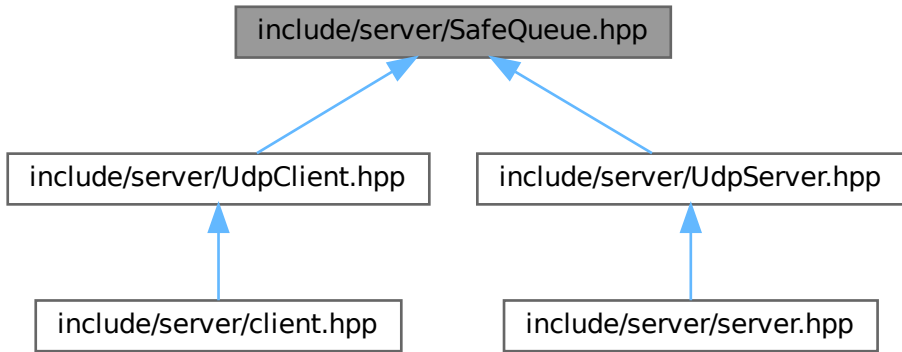 include/server/SafeQueue.hpp
include/server/UdpClient.hpp
include/server/UdpServer.hpp
include/server/client.hpp
include/server/server.hpp